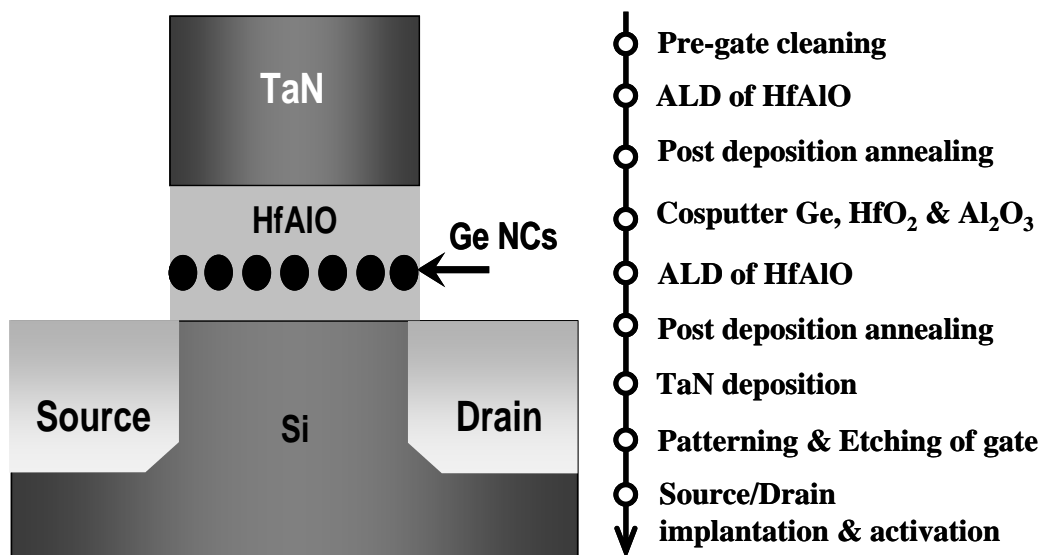 TaN
HfAlO
Ge NCs
Source
Si
Drain
Pre-gate cleaning
ALD of HfAlO
Post deposition annealing
Cosputter Ge, HfO₂ & Al₂O₃
ALD of HfAlO
Post deposition annealing
TaN deposition
Patterning & Etching of gate
Source/Drain
implantation & activation